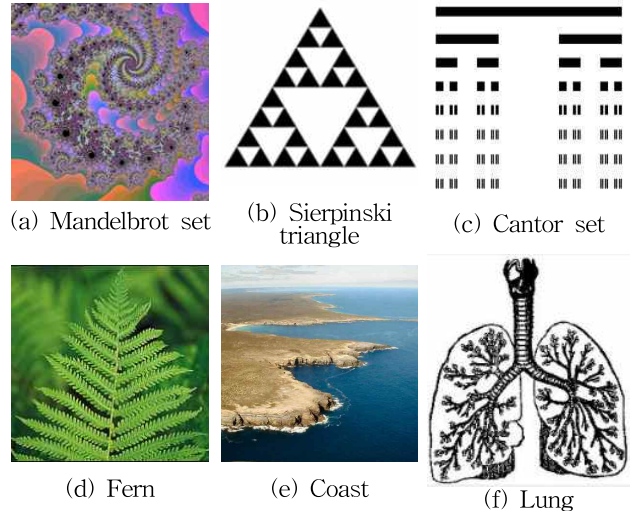 (a) Mandelbrot set
(b) Sierpinski
triangle
(c) Cantor set
(d) Fern
(e) Coast
(f) Lung